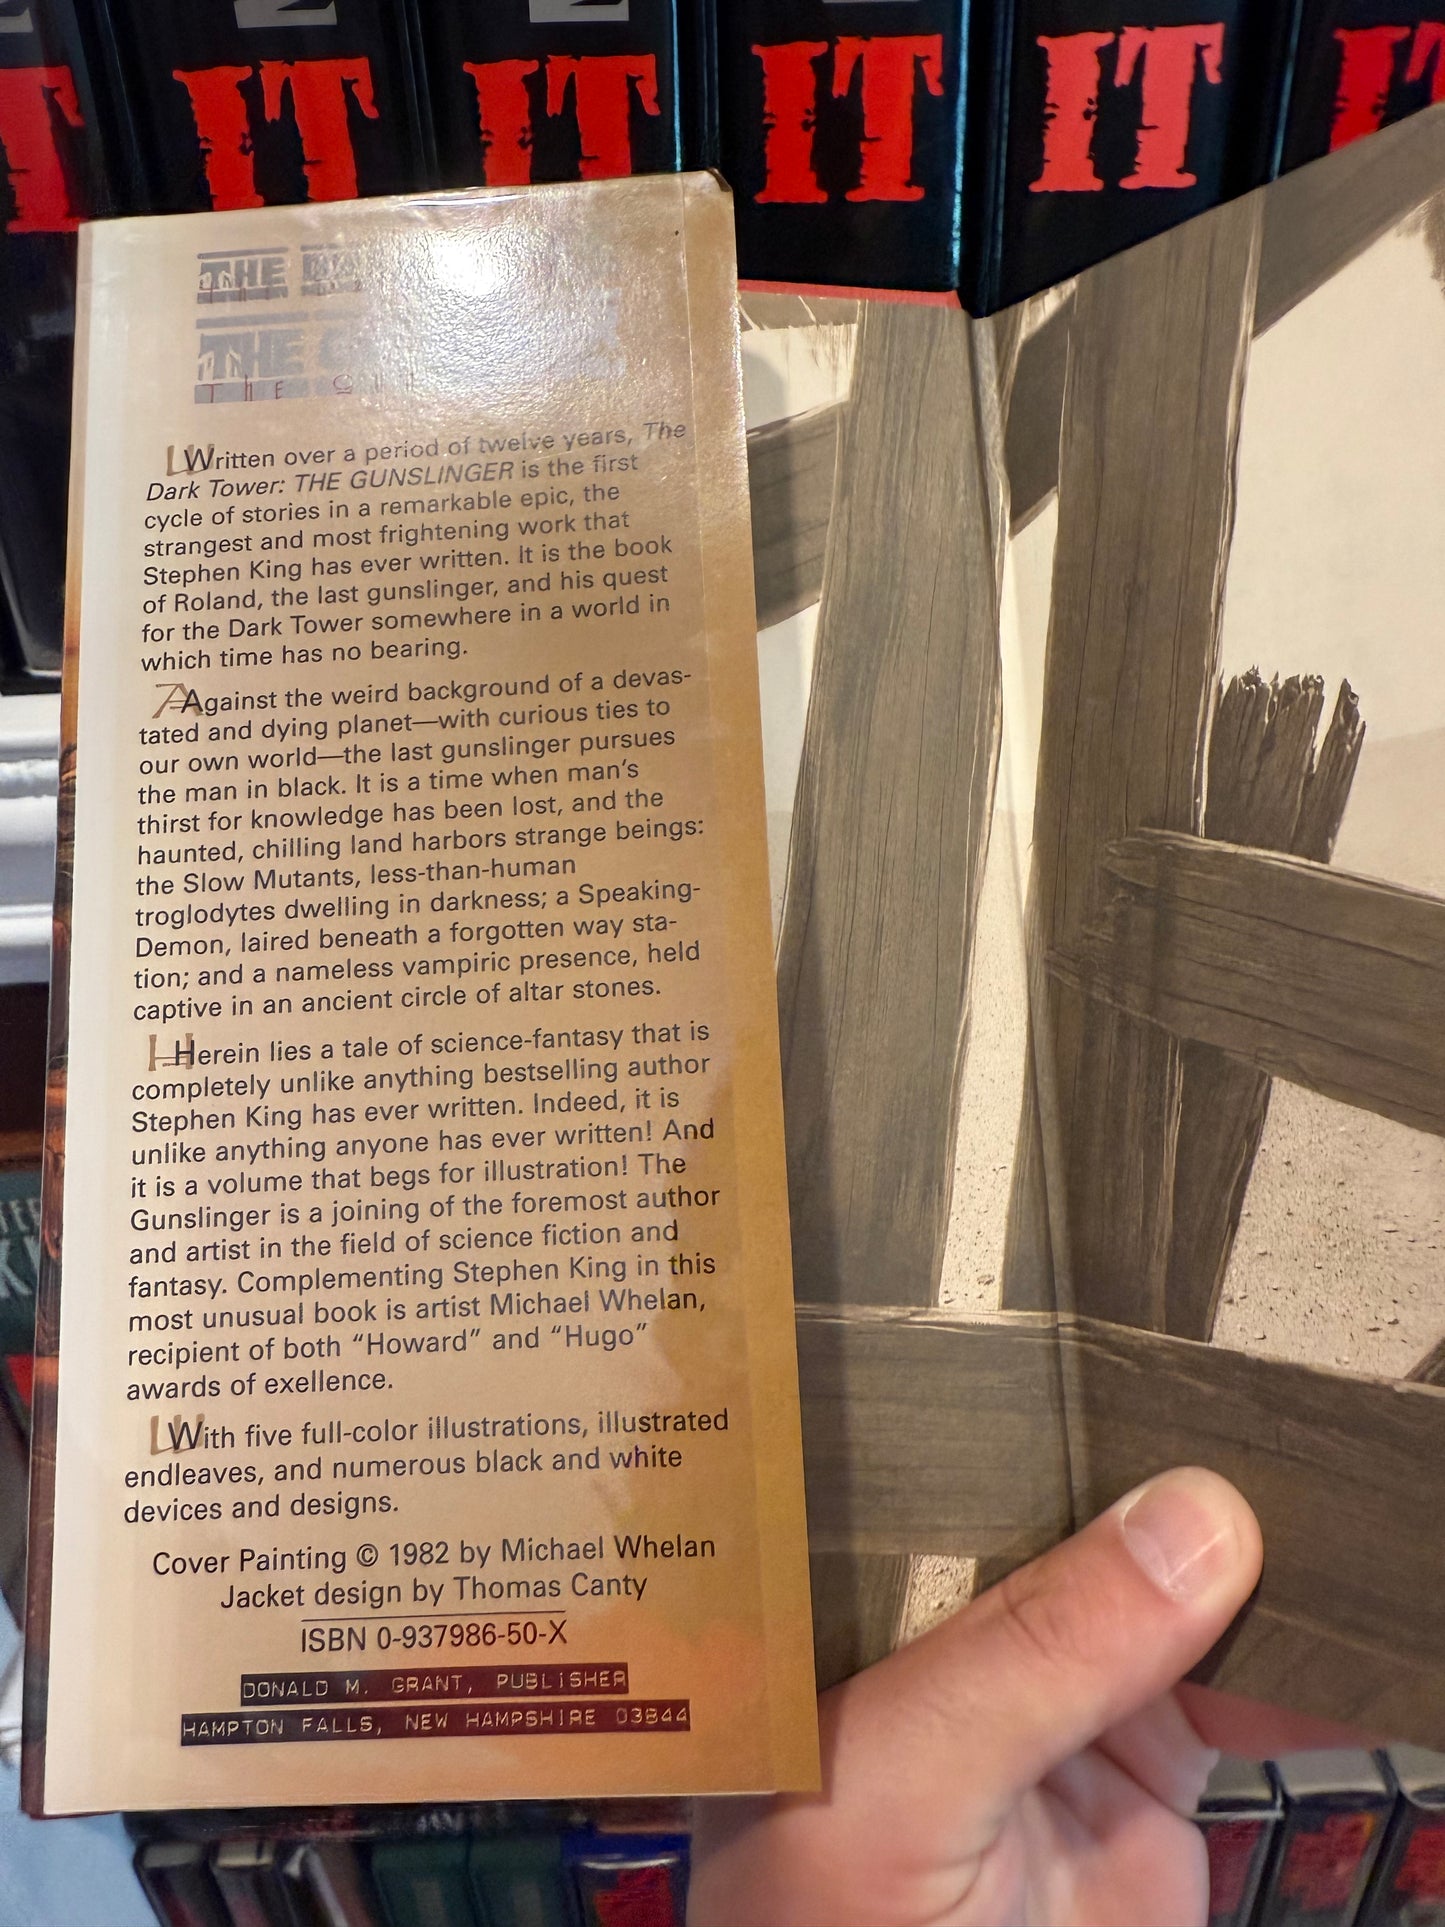 IT IT IT IT
THE
THE
THE
Written over a period of twelve years, The
Dark Tower: THE GUNSLINGER is the first
cycle of stories in a remarkable epic, the
strangest and most frightening work that
Stephen King has ever written. It is the book
of Roland, the last gunslinger, and his quest
for the Dark Tower somewhere in a world in
which time has no bearing.
Against the weird background of a devas-
tated and dying planet—with curious ties to
our own world—the last gunslinger pursues
the man in black. It is a time when man's
thirst for knowledge has been lost, and the
haunted, chilling land harbors strange beings:
the Slow Mutants, less-than-human
troglodytes dwelling in darkness; a Speaking-
Demon, laired beneath a forgotten way sta-
tion; and a nameless vampiric presence, held
captive in an ancient circle of altar stones.
Herein lies a tale of science-fantasy that is
completely unlike anything bestselling author
Stephen King has ever written. Indeed, it is
unlike anything anyone has ever written! And
it is a volume that begs for illustration! The
Gunslinger is a joining of the foremost author
and artist in the field of science fiction and
fantasy. Complementing Stephen King in this
most unusual book is artist Michael Whelan,
recipient of both “Howard” and “Hugo”
awards of exellence.
With five full-color illustrations, illustrated
endleaves, and numerous black and white
devices and designs.
Cover Painting © 1982 by Michael Whelan
Jacket design by Thomas Canty
ISBN 0-937986-50-X
DONALD M. GRANT, PUBLISHER
HAMPTON FALLS, NEW HAMPSHIRE 03844